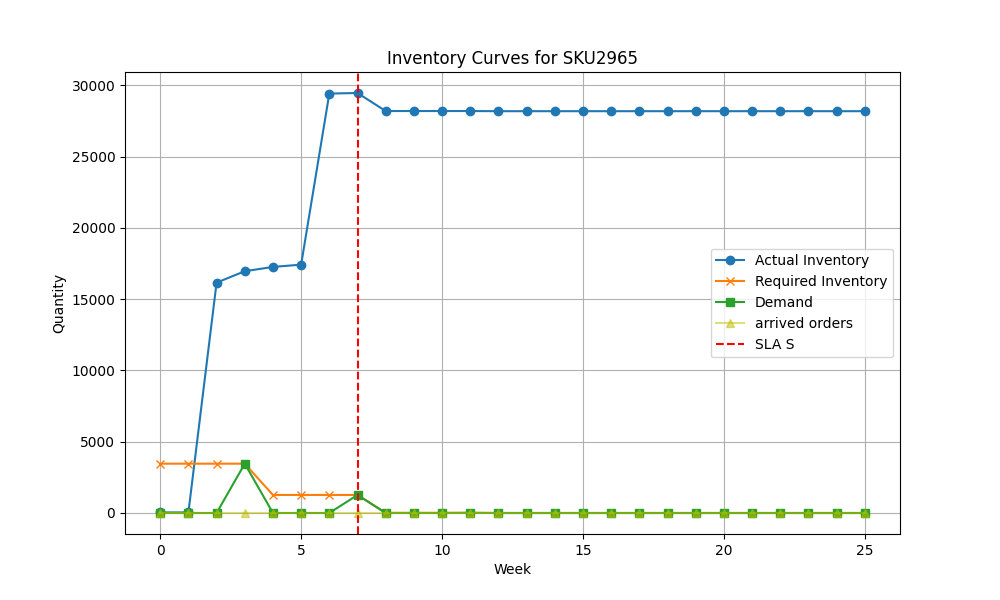 Inventory Curves for SKU2965
30000
25000
20000
15000
10000
5000
0
Quantity
Actual Inventory
Required Inventory
Demand
arrived orders
SLA S
0 5 10 15 20 25
Week